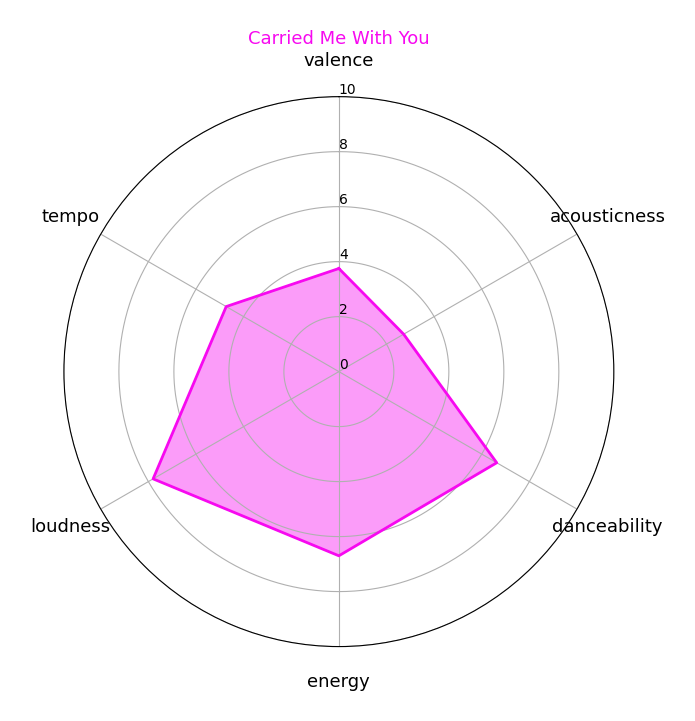 Carried Me With You
valence
10
8
6
4
2
0
tempo
acousticness
loudness
danceability
energy